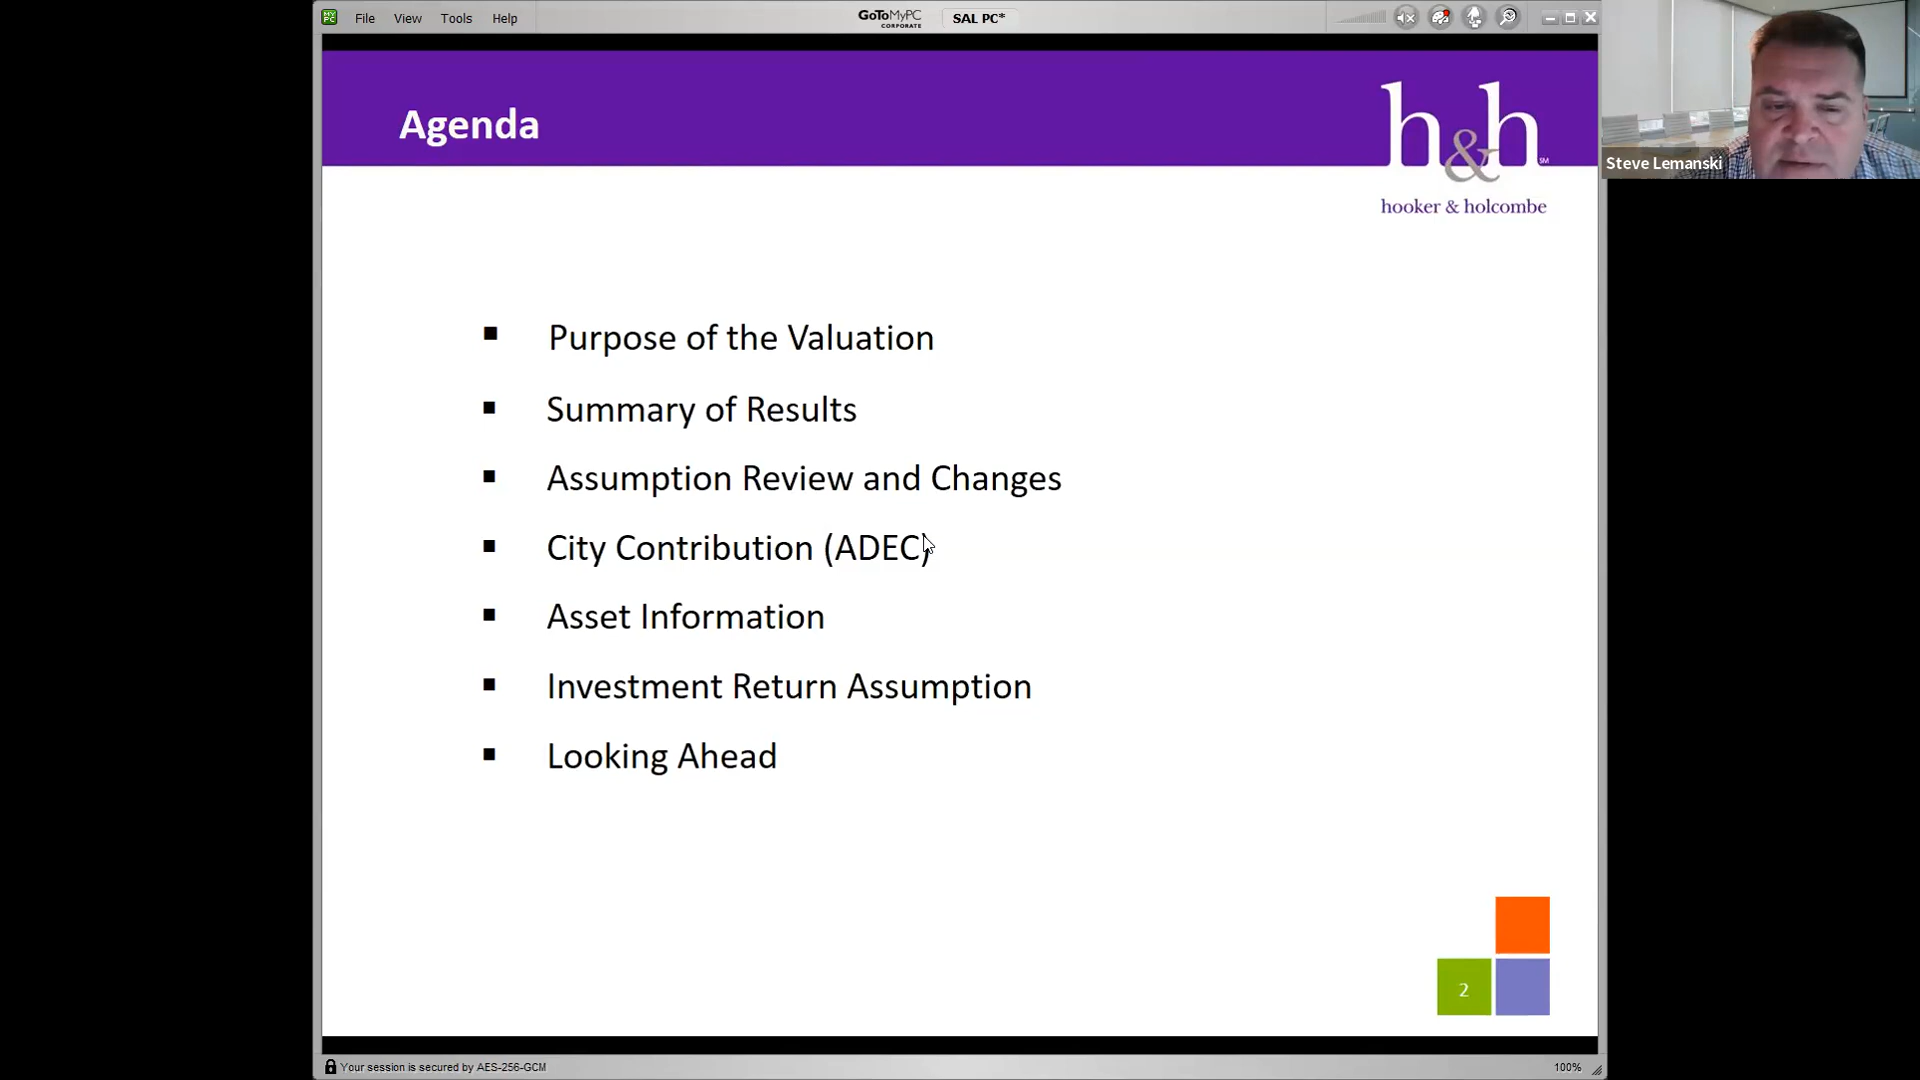 File View Tools Help
GoToMyPC
CORPORATE
SAL PC*
Agenda
h&h
SM
hooker & holcombe
Steve Lemanski
▪ Purpose of the Valuation
▪ Summary of Results
▪ Assumption Review and Changes
▪ City Contribution (ADEC)
▪ Asset Information
▪ Investment Return Assumption
▪ Looking Ahead
2
Your session is secured by AES-256-GCM
100%